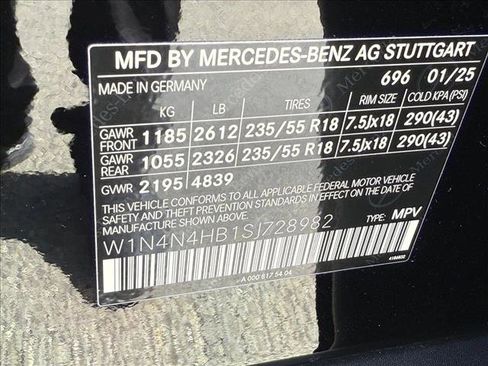 MFD BY MERCEDES-BENZ AG STUTTGART
MADE IN GERMANY 696 01/25
KG LB TIRES RIM SIZE COLD KPA(PSI)
GAWR FRONT 1185 2612 235/55 R18 7.5Jx18 290(43)
GAWR REAR 1055 2326 235/55 R18 7.5Jx18 290(43)
GVWR 2195 4839
THIS VEHICLE CONFORMS TO ALL APPLICABLE FEDERAL MOTOR VEHICLE
SAFETY/BUMPER/THEFT PREVENTION STANDARDS IN EFFECT ON THE DATE OF
MANUFACTURE SHOWN ABOVE.
W1N4N4HB1SJ728982 TYPE: MPV
A 000 817 54 04